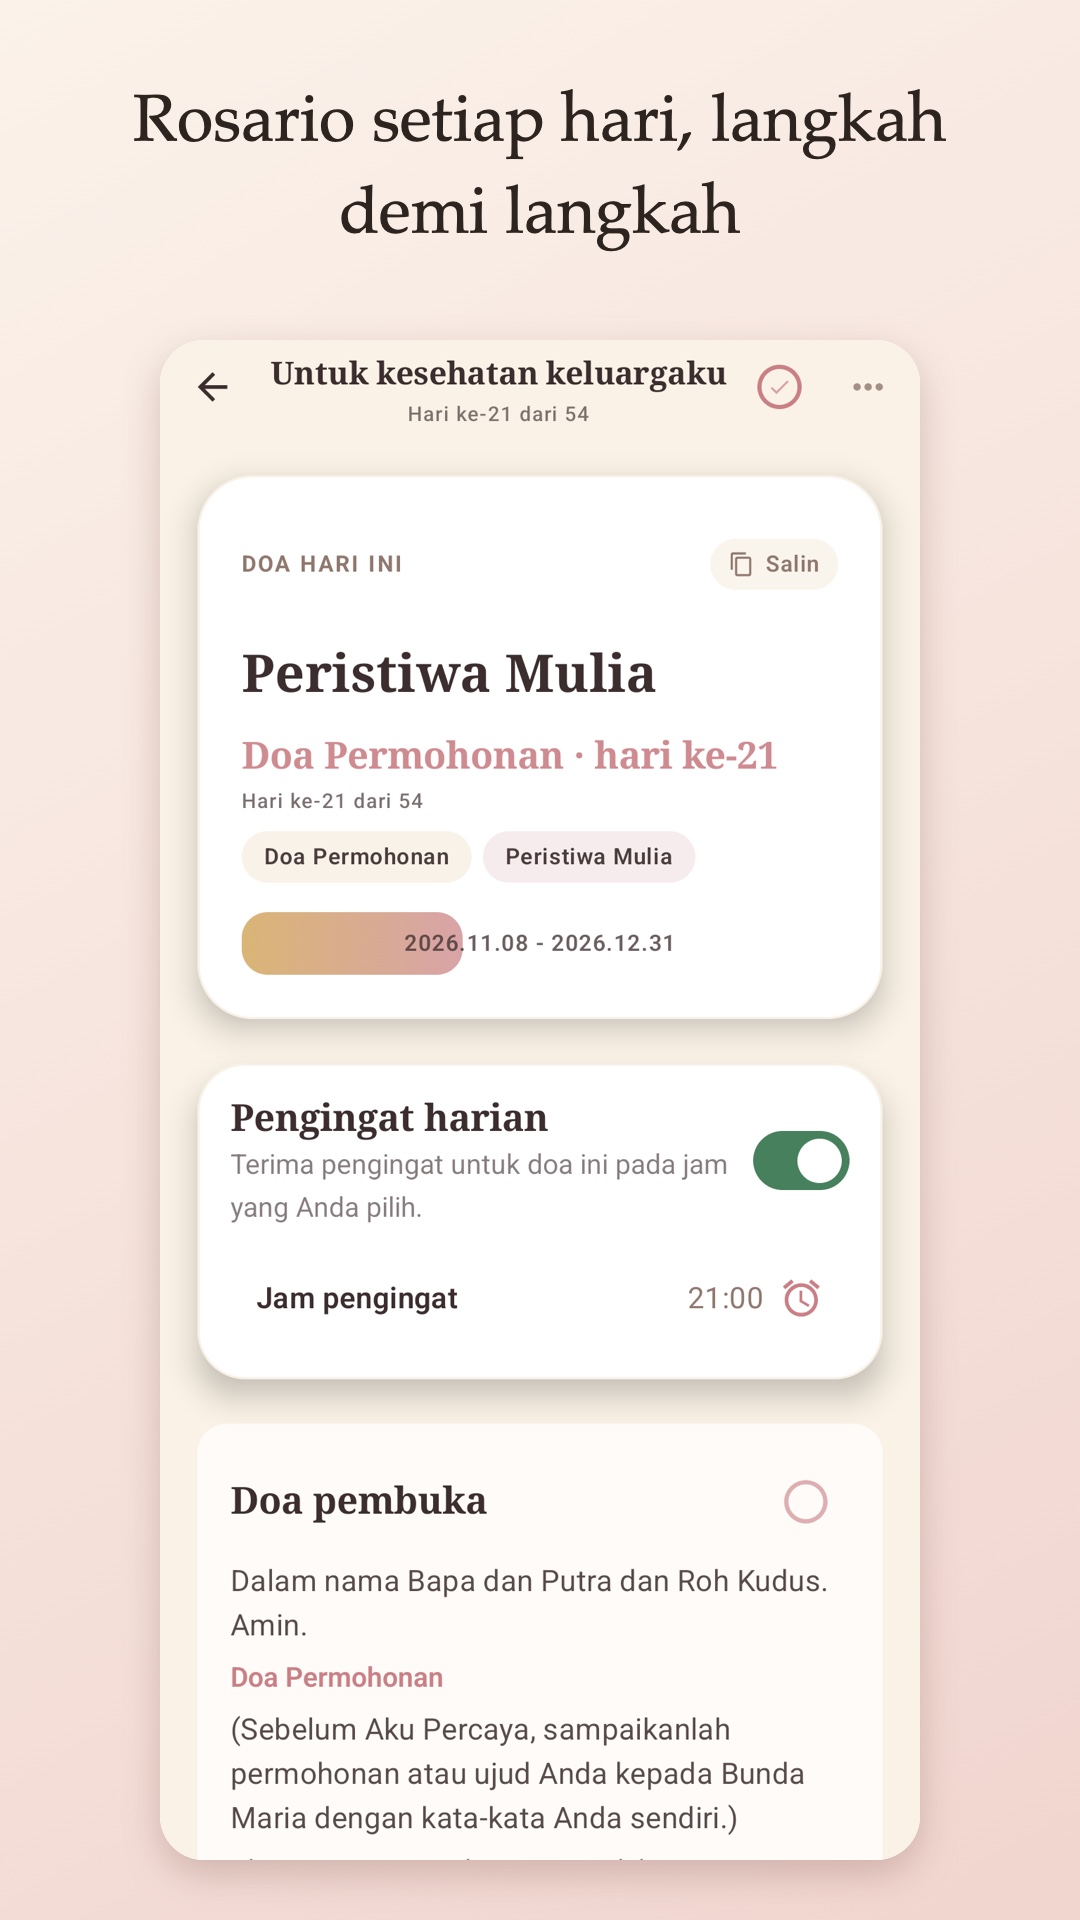 Rosario setiap hari, langkah
demi langkah
Untuk kesehatan keluargaku
Hari ke-21 dari 54
DOA HARI INI
Salin
Peristiwa Mulia
Doa Permohonan · hari ke-21
Hari ke-21 dari 54
Doa Permohonan
Peristiwa Mulia
2026.11.08 - 2026.12.31
Pengingat harian
Terima pengingat untuk doa ini pada jam
yang Anda pilih.
Jam pengingat
21:00
Doa pembuka
Dalam nama Bapa dan Putra dan Roh Kudus.
Amin.
Doa Permohonan
(Sebelum Aku Percaya, sampaikanlah
permohonan atau ujud Anda kepada Bunda
Maria dengan kata-kata Anda sendiri.)